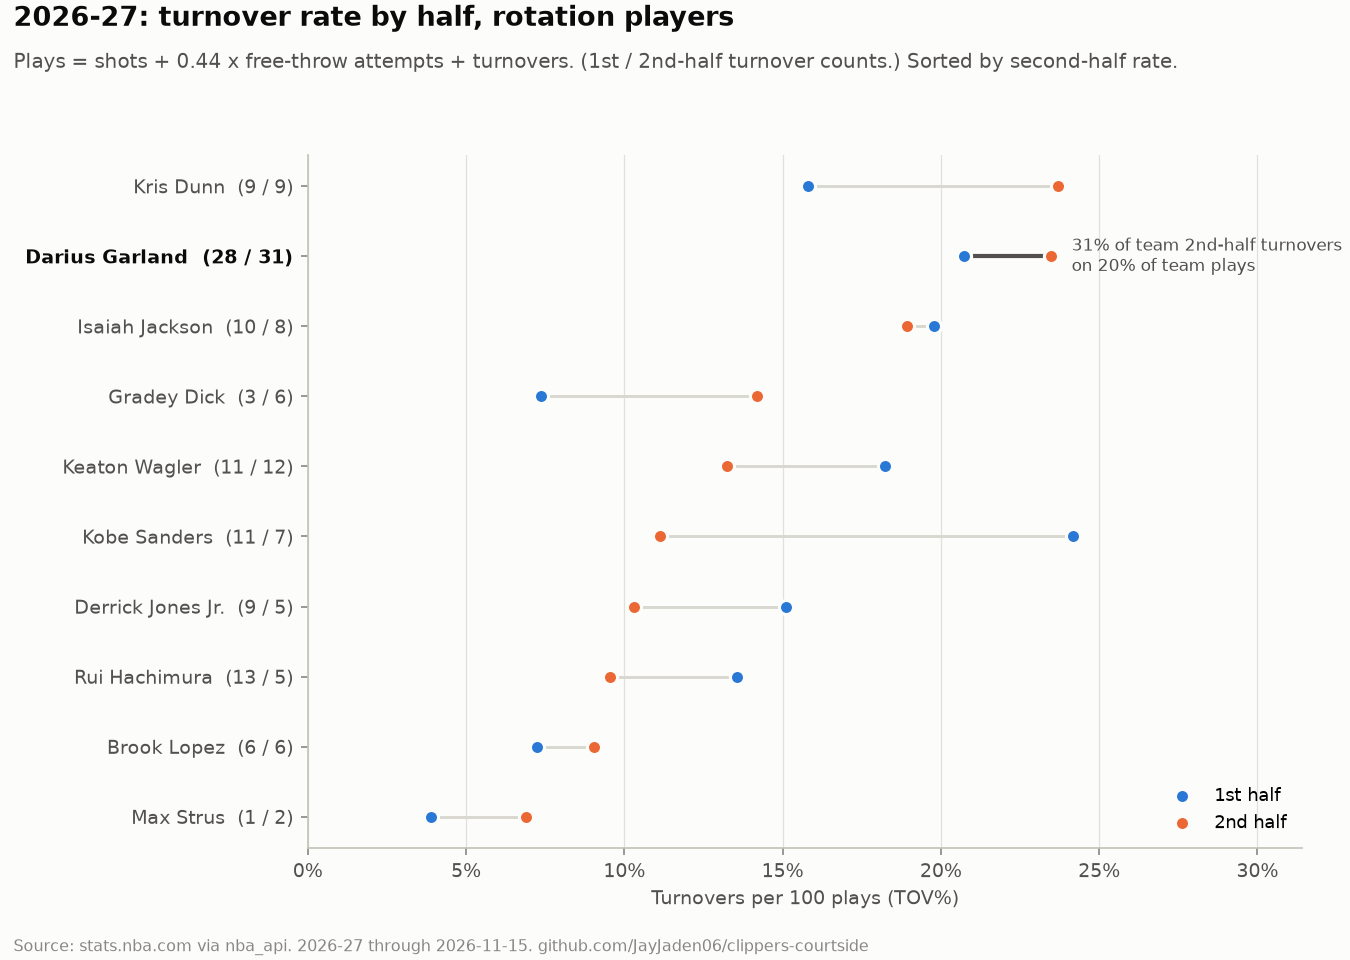 2026-27: turnover rate by half, rotation players
Plays = shots + 0.44 x free-throw attempts + turnovers. (1st / 2nd-half turnover counts.) Sorted by second-half rate.
Kris Dunn (9 / 9)
Darius Garland (28 / 31)
31% of team 2nd-half turnovers
on 20% of team plays
Isaiah Jackson (10 / 8)
Gradey Dick (3 / 6)
Keaton Wagler (11 / 12)
Kobe Sanders (11 / 7)
Derrick Jones Jr. (9 / 5)
Rui Hachimura (13 / 5)
Brook Lopez (6 / 6)
Max Strus (1 / 2)
1st half
2nd half
0% 5% 10% 15% 20% 25% 30%
Turnovers per 100 plays (TOV%)
Source: stats.nba.com via nba_api. 2026-27 through 2026-11-15. github.com/JayJaden06/clippers-courtside